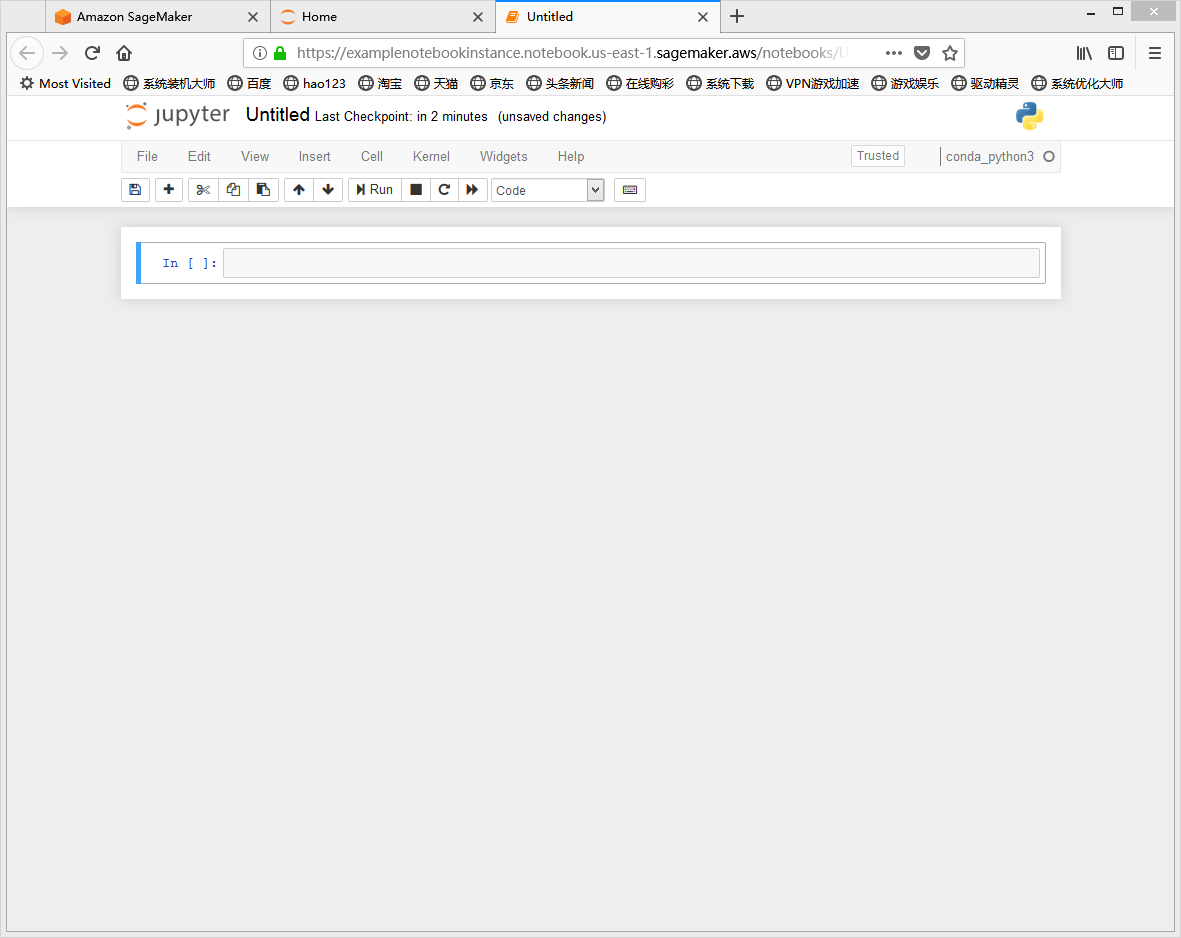 Amazon SageMaker Home Untitled
https://examplenotebookinstance.notebook.us-east-1.sagemaker.aws/notebooks/U
Most Visited 系统装机大师 百度 hao123 淘宝 天猫 京东 头条新闻 在线购彩 系统下载 VPN游戏加速 游戏娱乐 驱动精灵 系统优化大师
jupyter Untitled Last Checkpoint: in 2 minutes (unsaved changes)
File Edit View Insert Cell Kernel Widgets Help Trusted conda_python3
Run Code
In [ ]: